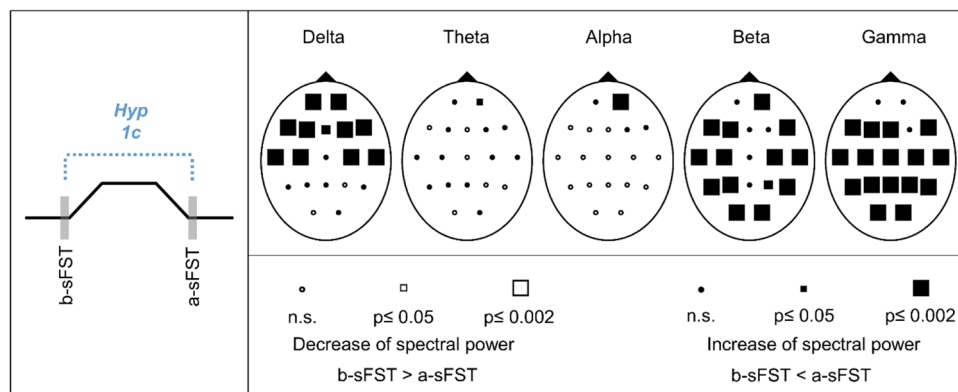 Hyp
1c
b-sFST
a-sFST
Delta Theta Alpha Beta Gamma
n.s. p≤ 0.05 p≤ 0.002
Decrease of spectral power
b-sFST > a-sFST
n.s. p≤ 0.05 p≤ 0.002
Increase of spectral power
b-sFST < a-sFST